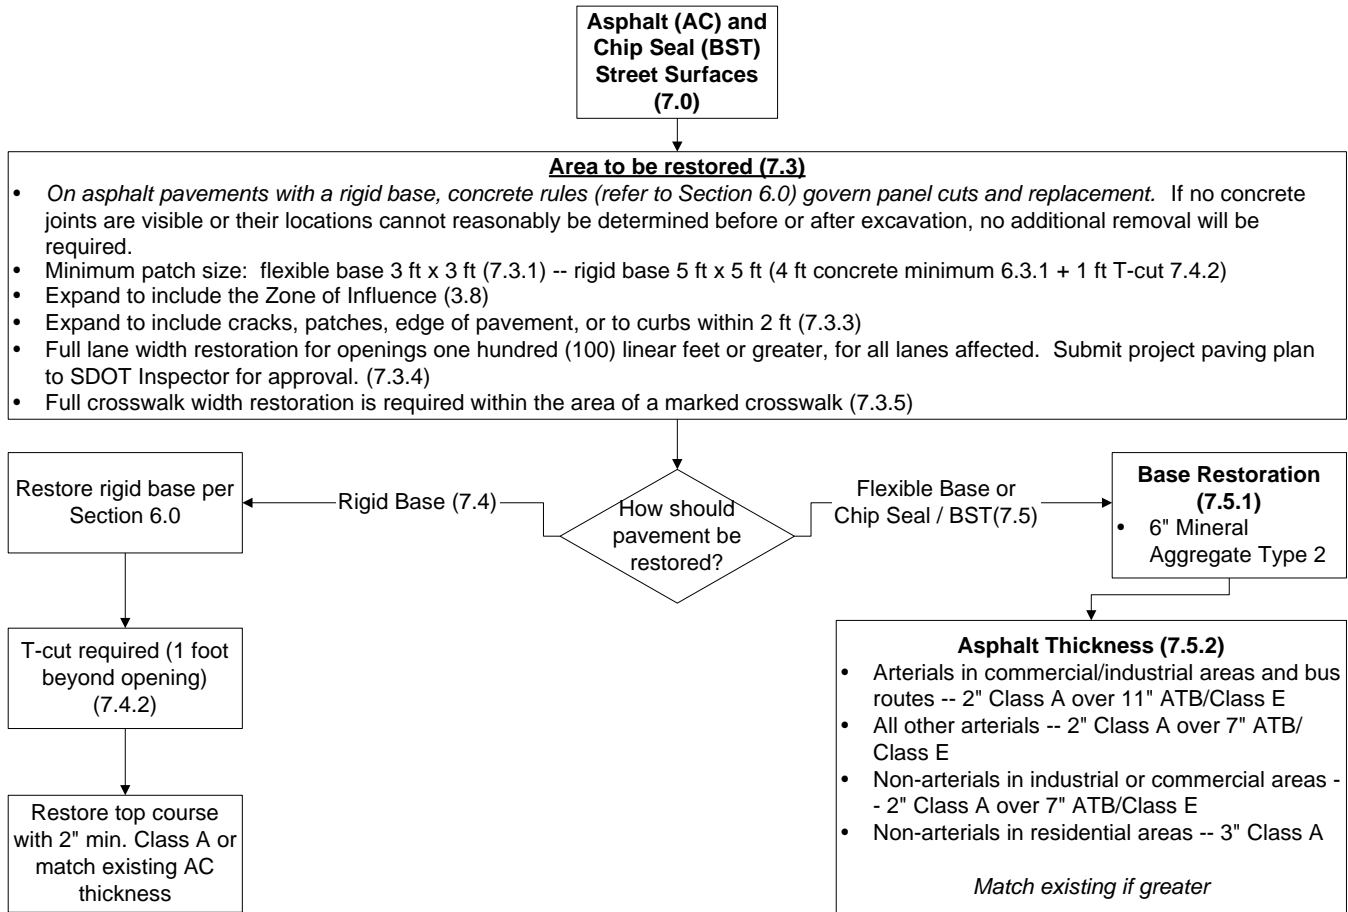 Asphalt (AC) and
Chip Seal (BST)
Street Surfaces
(7.0)
Area to be restored (7.3)
• On asphalt pavements with a rigid base, concrete rules (refer to Section 6.0) govern panel cuts and replacement. If no concrete
joints are visible or their locations cannot reasonably be determined before or after excavation, no additional removal will be
required.
• Minimum patch size: flexible base 3 ft x 3 ft (7.3.1) -- rigid base 5 ft x 5 ft (4 ft concrete minimum 6.3.1 + 1 ft T-cut 7.4.2)
• Expand to include the Zone of Influence (3.8)
• Expand to include cracks, patches, edge of pavement, or to curbs within 2 ft (7.3.3)
• Full lane width restoration for openings one hundred (100) linear feet or greater, for all lanes affected. Submit project paving plan
to SDOT Inspector for approval. (7.3.4)
• Full crosswalk width restoration is required within the area of a marked crosswalk (7.3.5)
How should
pavement be
restored?
Rigid Base (7.4)
Restore rigid base per
Section 6.0
T-cut required (1 foot
beyond opening)
(7.4.2)
Restore top course
with 2" min. Class A or
match existing AC
thickness
Flexible Base or
Chip Seal / BST(7.5)
Base Restoration
(7.5.1)
• 6" Mineral
Aggregate Type 2
Asphalt Thickness (7.5.2)
• Arterials in commercial/industrial areas and bus
routes -- 2" Class A over 11" ATB/Class E
• All other arterials -- 2" Class A over 7" ATB/
Class E
• Non-arterials in industrial or commercial areas -
- 2" Class A over 7" ATB/Class E
• Non-arterials in residential areas -- 3" Class A
Match existing if greater